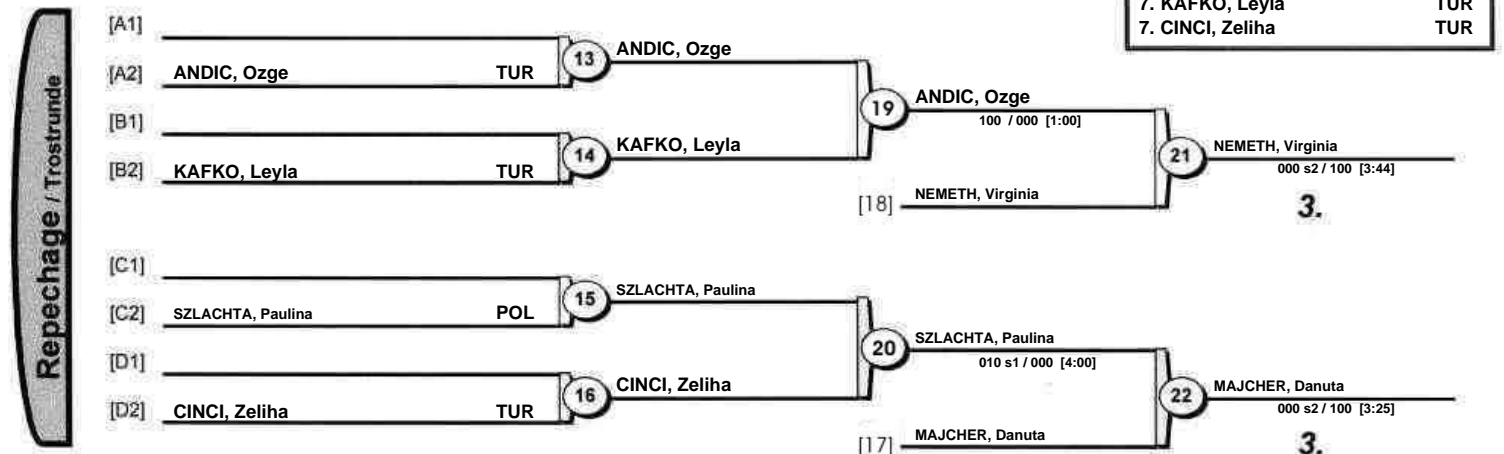 7. KAFKO, Leyla TUR
7. CINCI, Zeliha TUR
Repechage / Trostrunde
[A1]
[A2] ANDIC, Ozge TUR
13 ANDIC, Ozge
[B1]
[B2] KAFKO, Leyla TUR
14 KAFKO, Leyla
19 ANDIC, Ozge
100 / 000 [1:00]
[18] NEMETH, Virginia
21 NEMETH, Virginia
000 s2 / 100 [3:44]
3.
[C1]
[C2] SZLACHTA, Paulina POL
15 SZLACHTA, Paulina
[D1]
[D2] CINCI, Zeliha TUR
16 CINCI, Zeliha
20 SZLACHTA, Paulina
010 s1 / 000 [4:00]
[17] MAJCHER, Danuta
22 MAJCHER, Danuta
000 s2 / 100 [3:25]
3.